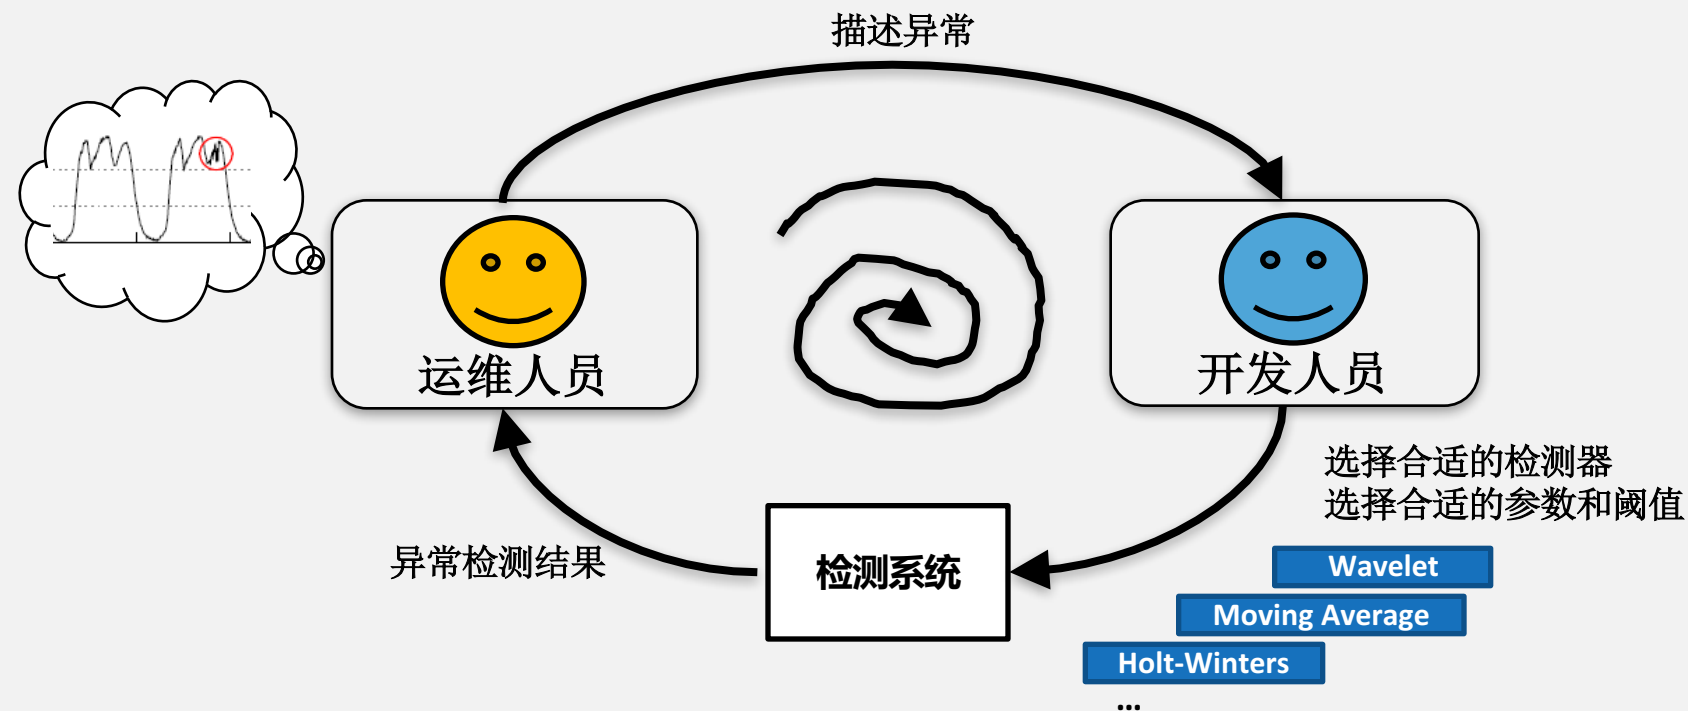 描述异常
运维人员
开发人员
选择合适的检测器
选择合适的参数和阈值
异常检测结果
检测系统
Wavelet
Moving Average
Holt-Winters
...